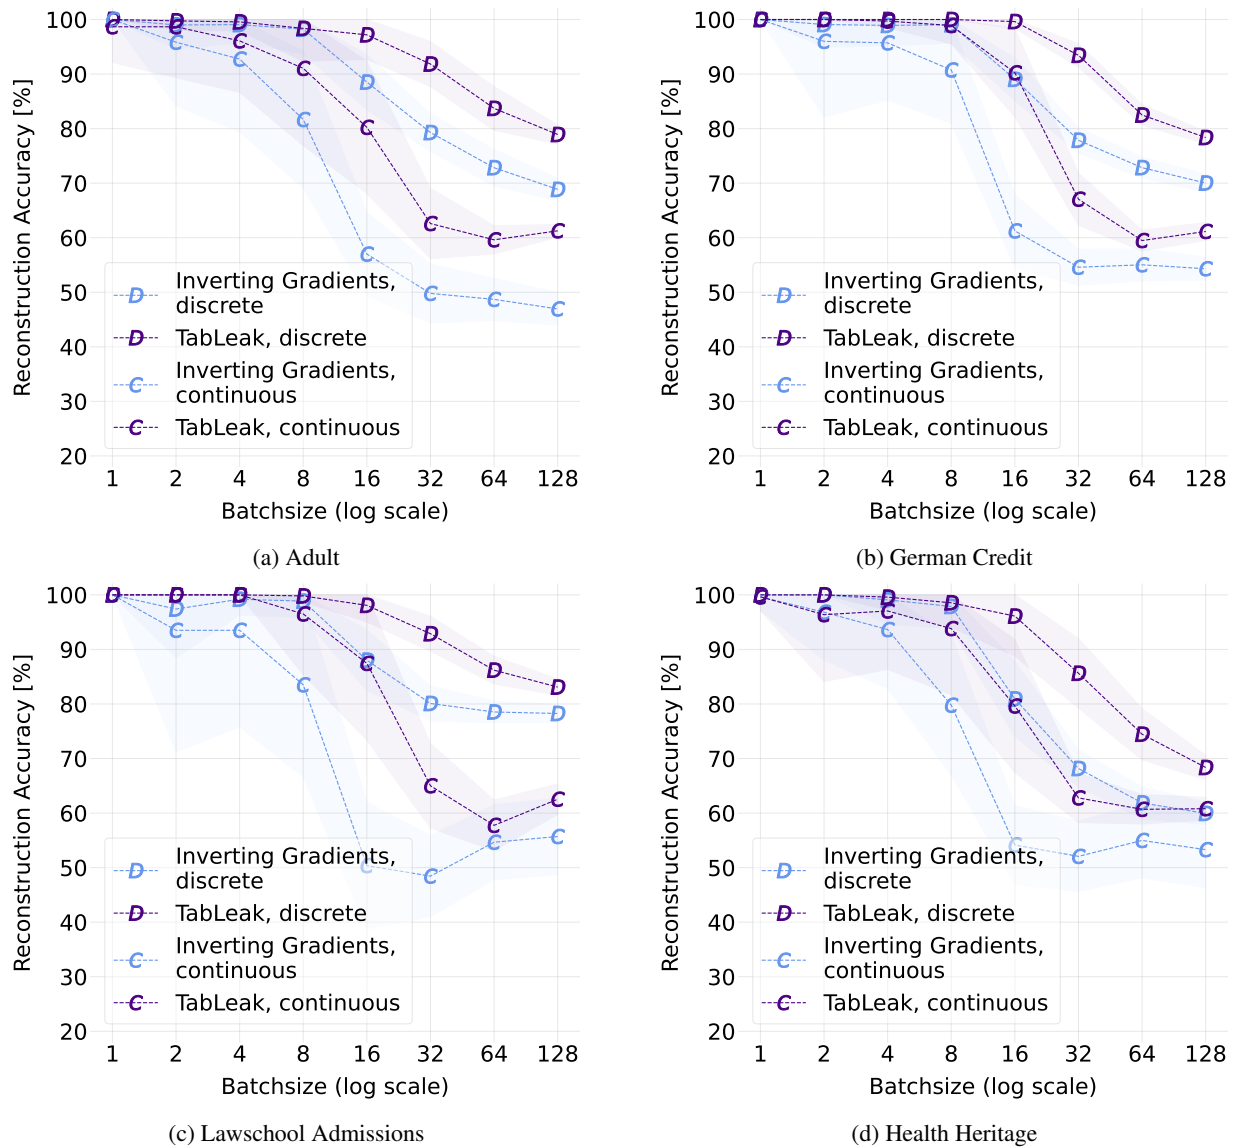 100
90
80
70
60
50
40
30
20
Reconstruction Accuracy [%]
Inverting Gradients,
discrete
TabLeak, discrete
Inverting Gradients,
continuous
TabLeak, continuous
1 2 4 8 16 32 64 128
Batchsize (log scale)
(a) Adult
100
90
80
70
60
50
40
30
20
Reconstruction Accuracy [%]
Inverting Gradients,
discrete
TabLeak, discrete
Inverting Gradients,
continuous
TabLeak, continuous
1 2 4 8 16 32 64 128
Batchsize (log scale)
(b) German Credit
100
90
80
70
60
50
40
30
20
Reconstruction Accuracy [%]
Inverting Gradients,
discrete
TabLeak, discrete
Inverting Gradients,
continuous
TabLeak, continuous
1 2 4 8 16 32 64 128
Batchsize (log scale)
(c) Lawschool Admissions
100
90
80
70
60
50
40
30
20
Reconstruction Accuracy [%]
Inverting Gradients,
discrete
TabLeak, discrete
Inverting Gradients,
continuous
TabLeak, continuous
1 2 4 8 16 32 64 128
Batchsize (log scale)
(d) Health Heritage